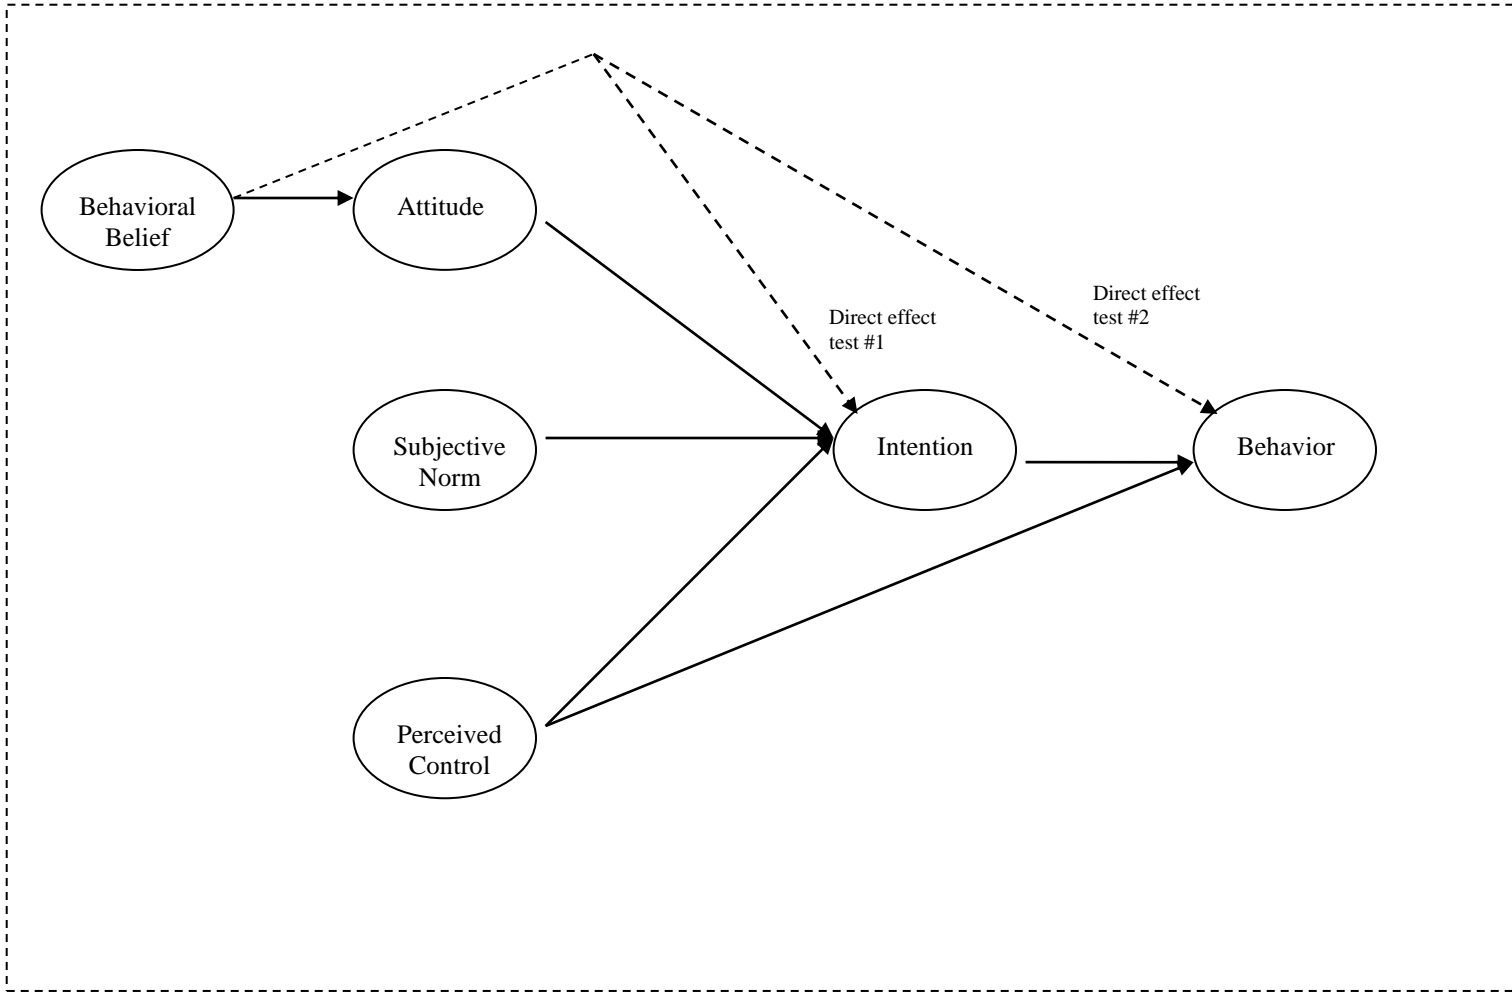 Behavioral
Belief
Attitude
Direct effect
test #2
Direct effect
test #1
Subjective
Norm
Intention
Behavior
Perceived
Control